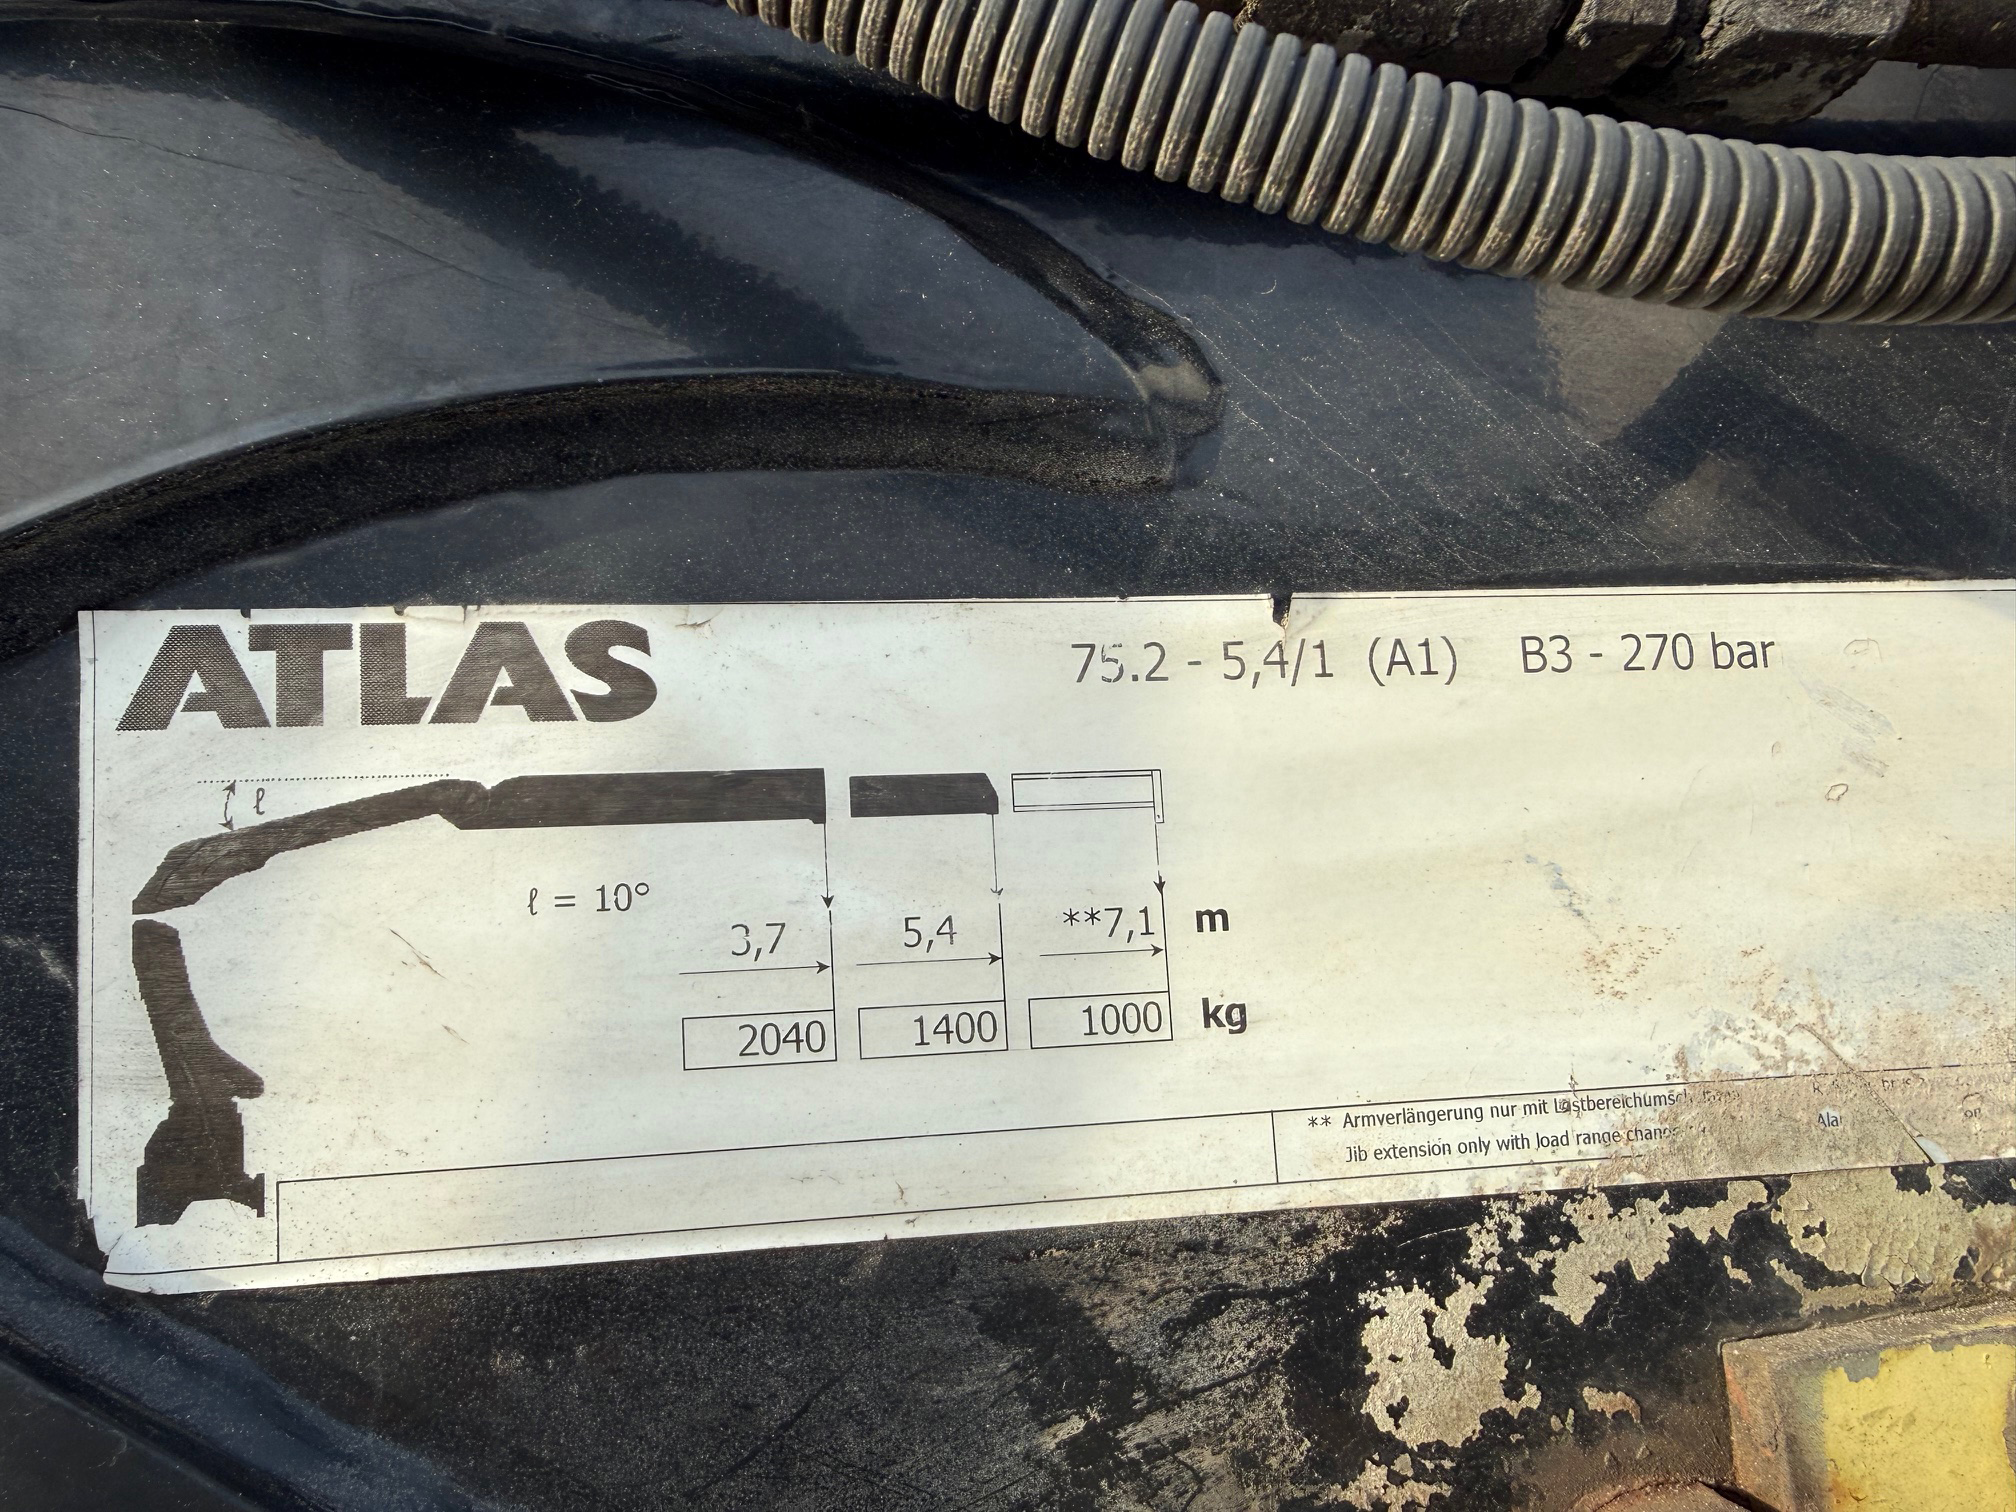 ATLAS
75.2 - 5,4/1 (A1) B3 - 270 bar
ℓ
ℓ = 10°
3,7 5,4 **7,1 m
2040 1400 1000 kg
** Armverlängerung nur mit
Jib extension only with load range